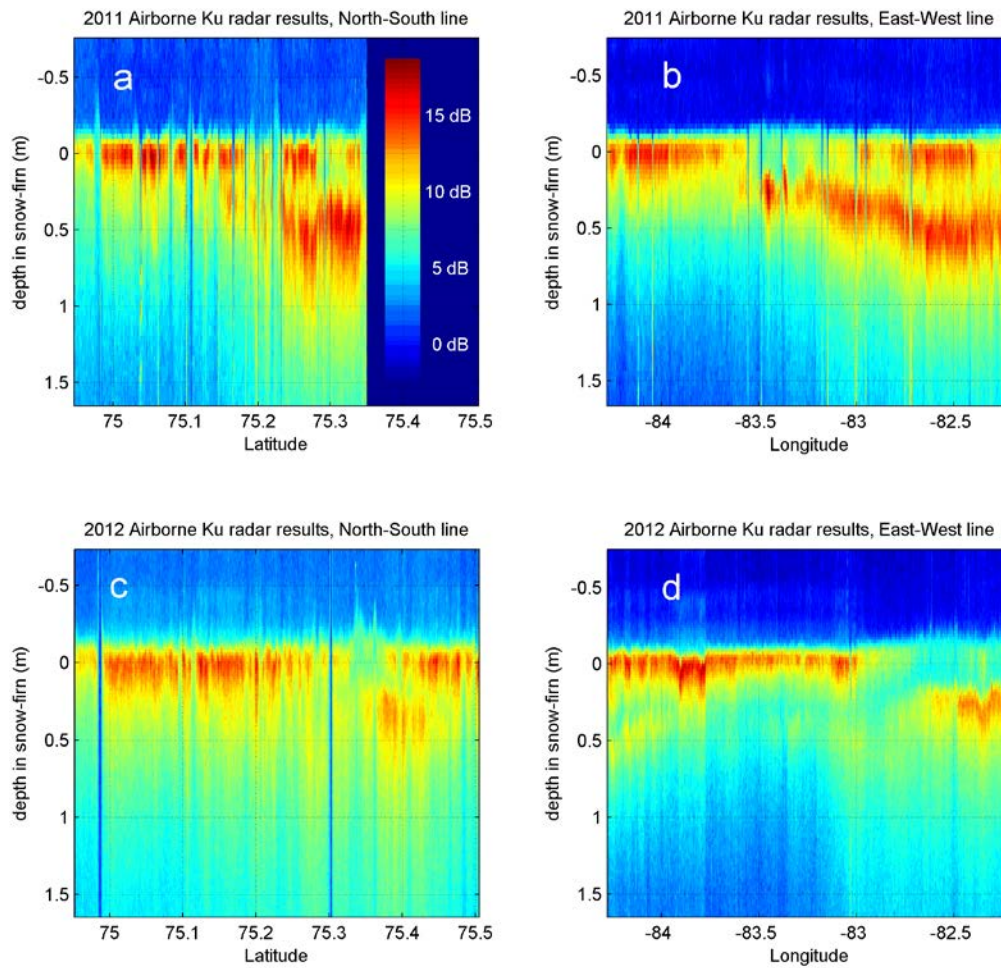 2011 Airborne Ku radar results, North-South line
a
15 dB
10 dB
5 dB
0 dB
-0.5
0
0.5
1
1.5
depth in snow-firn (m)
75 75.1 75.2 75.3 75.4 75.5
Latitude
2011 Airborne Ku radar results, East-West line
b
-0.5
0
0.5
1
1.5
depth in snow-firn (m)
-84 -83.5 -83 -82.5
Longitude
2012 Airborne Ku radar results, North-South line
c
-0.5
0
0.5
1
1.5
depth in snow-firn (m)
75 75.1 75.2 75.3 75.4 75.5
Latitude
2012 Airborne Ku radar results, East-West line
d
-0.5
0
0.5
1
1.5
depth in snow-firn (m)
-84 -83.5 -83 -82.5
Longitude